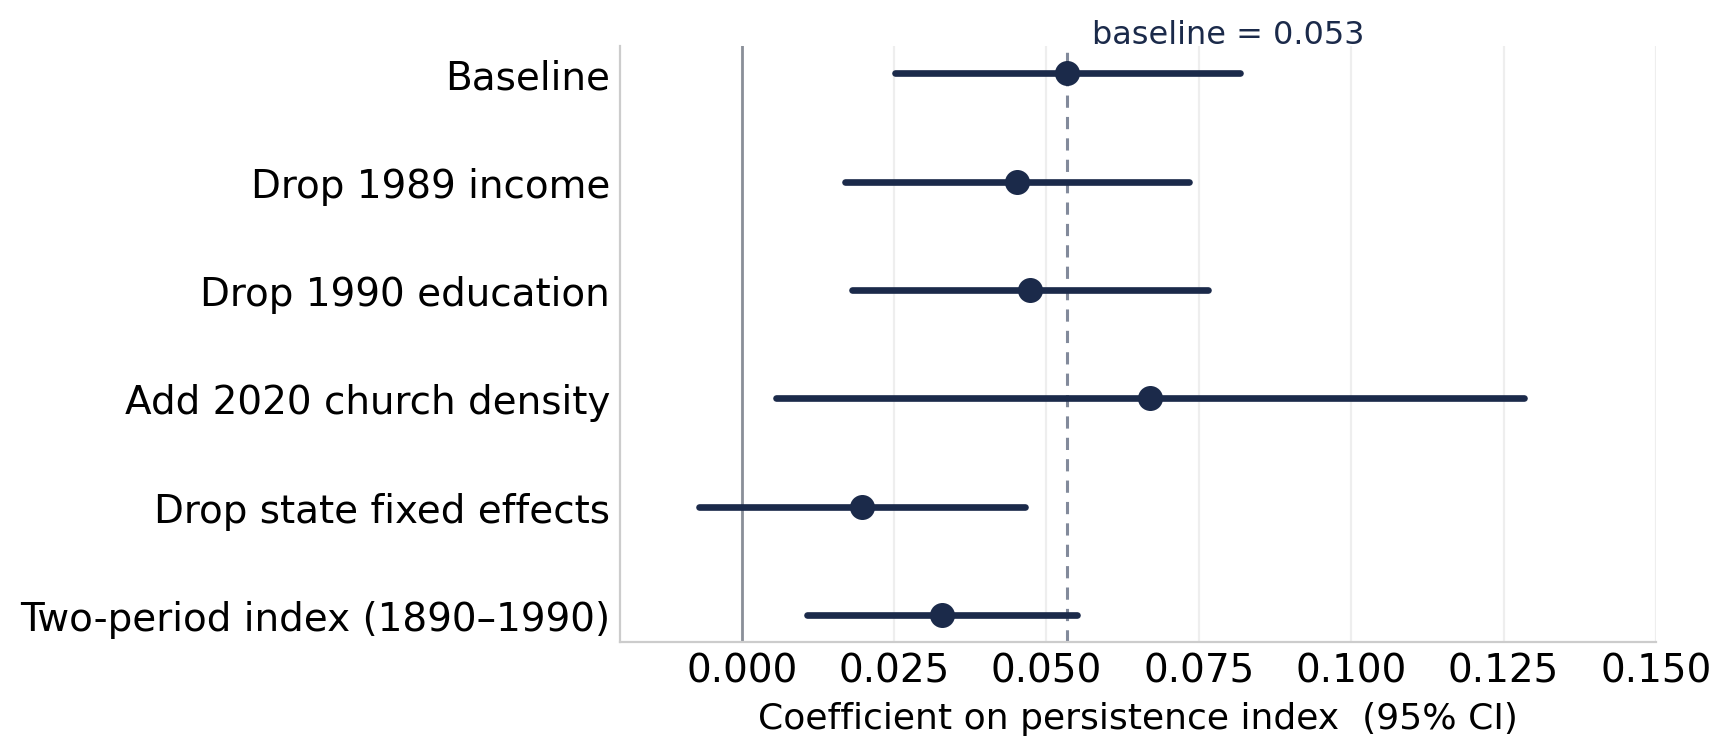 baseline = 0.053
Baseline
Drop 1989 income
Drop 1990 education
Add 2020 church density
Drop state fixed effects
Two-period index (1890–1990)
0.000 0.025 0.050 0.075 0.100 0.125 0.150
Coefficient on persistence index (95% CI)